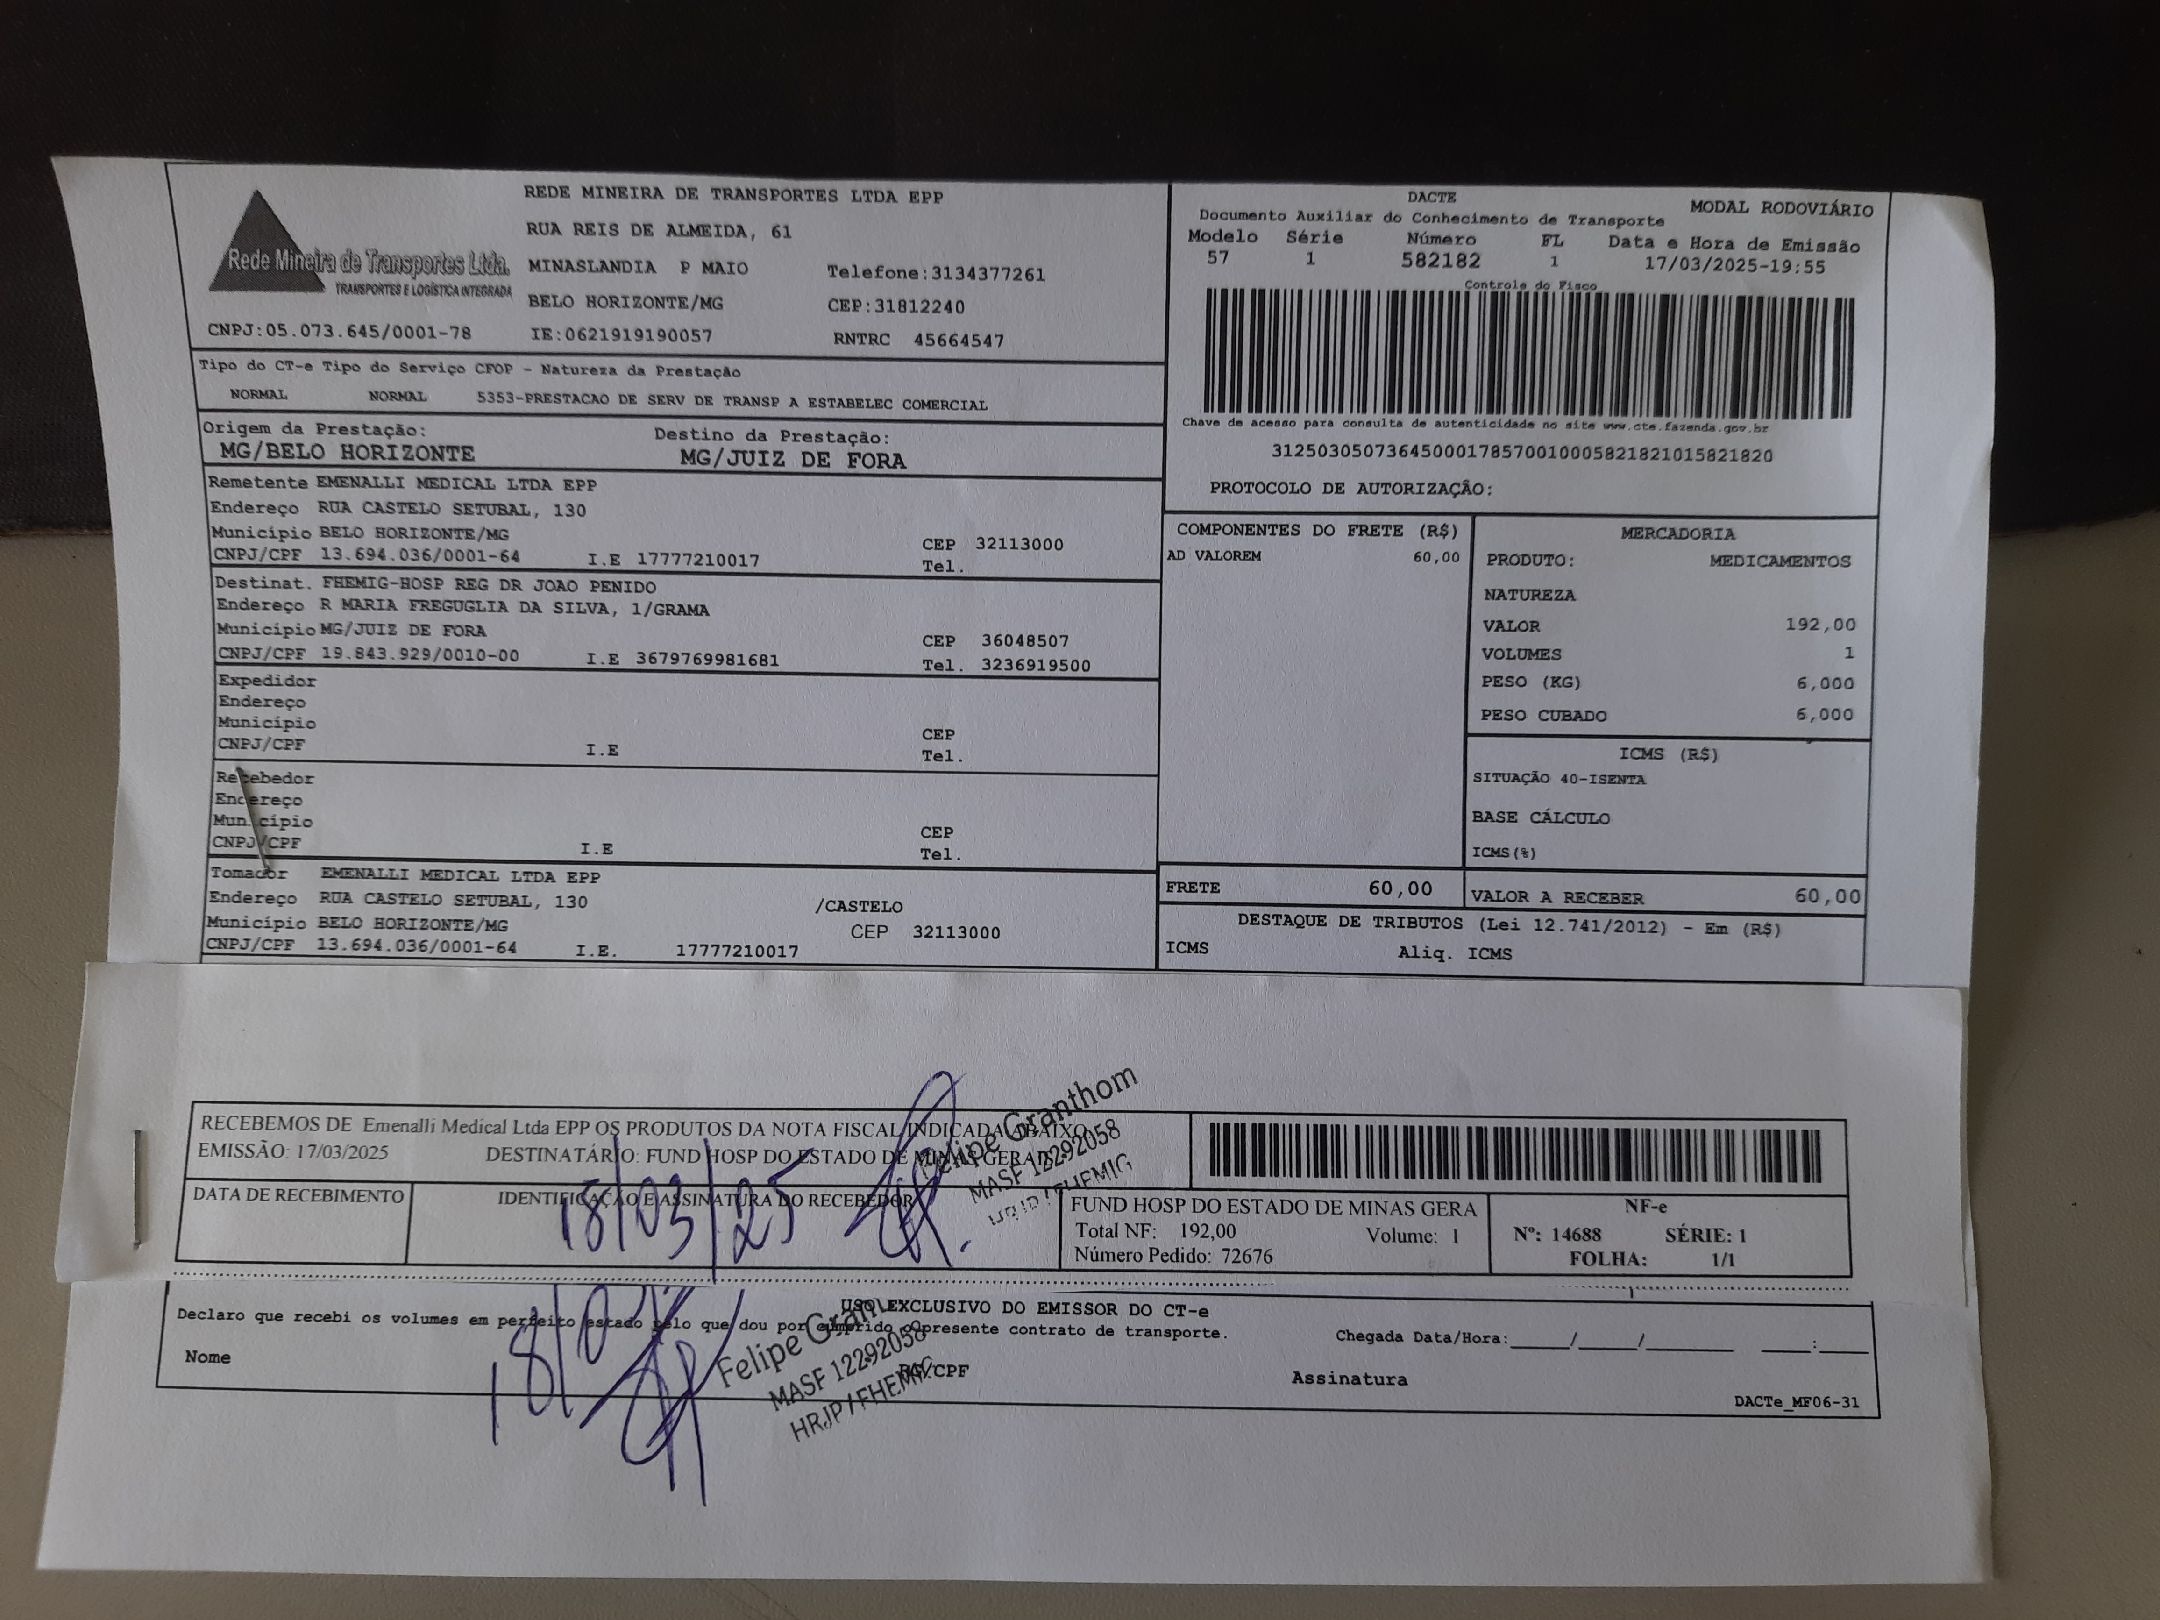 REDE MINEIRA DE TRANSPORTES LTDA EPP
RUA REIS DE ALMEIDA, 61
Rede Mineira de Transportes Ltda.
TRANSPORTES E LOGÍSTICA INTEGRADA
MINASLANDIA P MAIO Telefone:3134377261
BELO HORIZONTE/MG CEP:31812240
CNPJ:05.073.645/0001-78 IE:0621919190057 RNTRC 45664547
DACTE MODAL RODOVIÁRIO
Documento Auxiliar do Conhecimento de Transporte
Modelo Série Número FL Data e Hora de Emissão
57 1 582182 1 17/03/2025-19:55
Controle do Fisco
Chave de acesso para consulta de autenticidade no site www.cte.fazenda.gov.br
31250305073645000178570010005821821015821820
PROTOCOLO DE AUTORIZAÇÃO:
Tipo do CT-e Tipo do Serviço CFOP - Natureza da Prestação
NORMAL NORMAL 5353-PRESTACAO DE SERV DE TRANSP A ESTABELEC COMERCIAL
Origem da Prestação: Destino da Prestação:
MG/BELO HORIZONTE MG/JUIZ DE FORA
Remetente EMENALLI MEDICAL LTDA EPP
Endereço RUA CASTELO SETUBAL, 130
Município BELO HORIZONTE/MG CEP 32113000
CNPJ/CPF 13.694.036/0001-64 I.E 17777210017 Tel.
Destinat. FHEMIG-HOSP REG DR JOAO PENIDO
Endereço R MARIA FREGUGLIA DA SILVA, 1/GRAMA
Município MG/JUIZ DE FORA CEP 36048507
CNPJ/CPF 19.843.929/0010-00 I.E 3679769981681 Tel. 3236919500
Expedidor
Endereço
Município CEP
CNPJ/CPF I.E Tel.
Recebedor
Endereço
Município CEP
CNPJ/CPF I.E Tel.
Tomador EMENALLI MEDICAL LTDA EPP
Endereço RUA CASTELO SETUBAL, 130 /CASTELO
Município BELO HORIZONTE/MG CEP 32113000
CNPJ/CPF 13.694.036/0001-64 I.E. 17777210017
COMPONENTES DO FRETE (R$)
AD VALOREM 60,00
MERCADORIA
PRODUTO: MEDICAMENTOS
NATUREZA
VALOR 192,00
VOLUMES 1
PESO (KG) 6,000
PESO CUBADO 6,000
ICMS (R$)
SITUAÇÃO 40-ISENTA
BASE CÁLCULO
ICMS(%)
FRETE 60,00 VALOR A RECEBER 60,00
DESTAQUE DE TRIBUTOS (Lei 12.741/2012) - Em (R$)
ICMS Aliq. ICMS
RECEBEMOS DE Emenalli Medical Ltda EPP OS PRODUTOS DA NOTA FISCAL INDICADA ABAIXO
EMISSÃO: 17/03/2025 DESTINATÁRIO: FUND HOSP DO ESTADO DE MINAS GERAIS
DATA DE RECEBIMENTO IDENTIFICAÇÃO E ASSINATURA DO RECEBEDOR
18/03/25
Felipe Granthom
MASF 12292058
HRJP/FHEMIG
FUND HOSP DO ESTADO DE MINAS GERA
Total NF: 192,00 Volume: 1
Número Pedido: 72676
NF-e
Nº: 14688 SÉRIE: 1
FOLHA: 1/1
USO EXCLUSIVO DO EMISSOR DO CT-e
Declaro que recebi os volumes em perfeito estado pelo que dou por cumprido o presente contrato de transporte.
Chegada Data/Hora:____/____/________ ____:____
Nome RG/CPF Assinatura
Felipe
MASF 12292058
HRJP/FHEMIG
DACTe_MF06-31